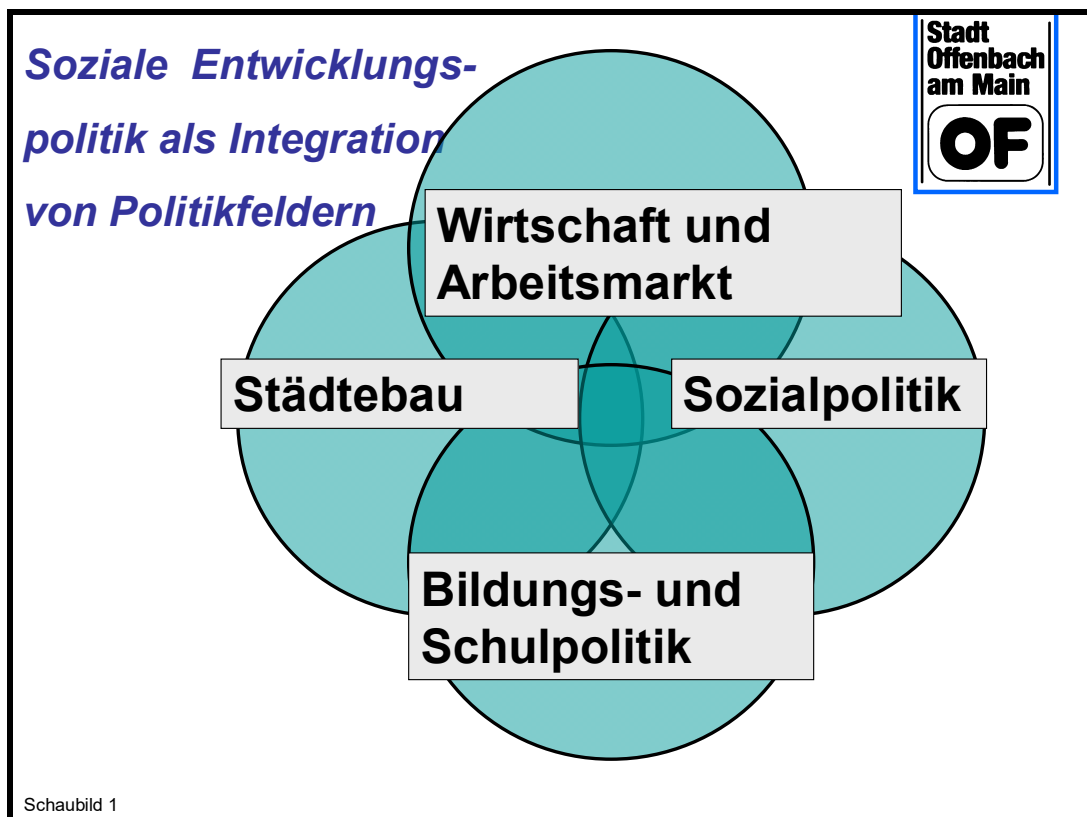 Soziale Entwicklungs-
politik als Integration
von Politikfeldern
Stadt
Offenbach
am Main
OF
Wirtschaft und
Arbeitsmarkt
Städtebau
Sozialpolitik
Bildungs- und
Schulpolitik
Schaubild 1